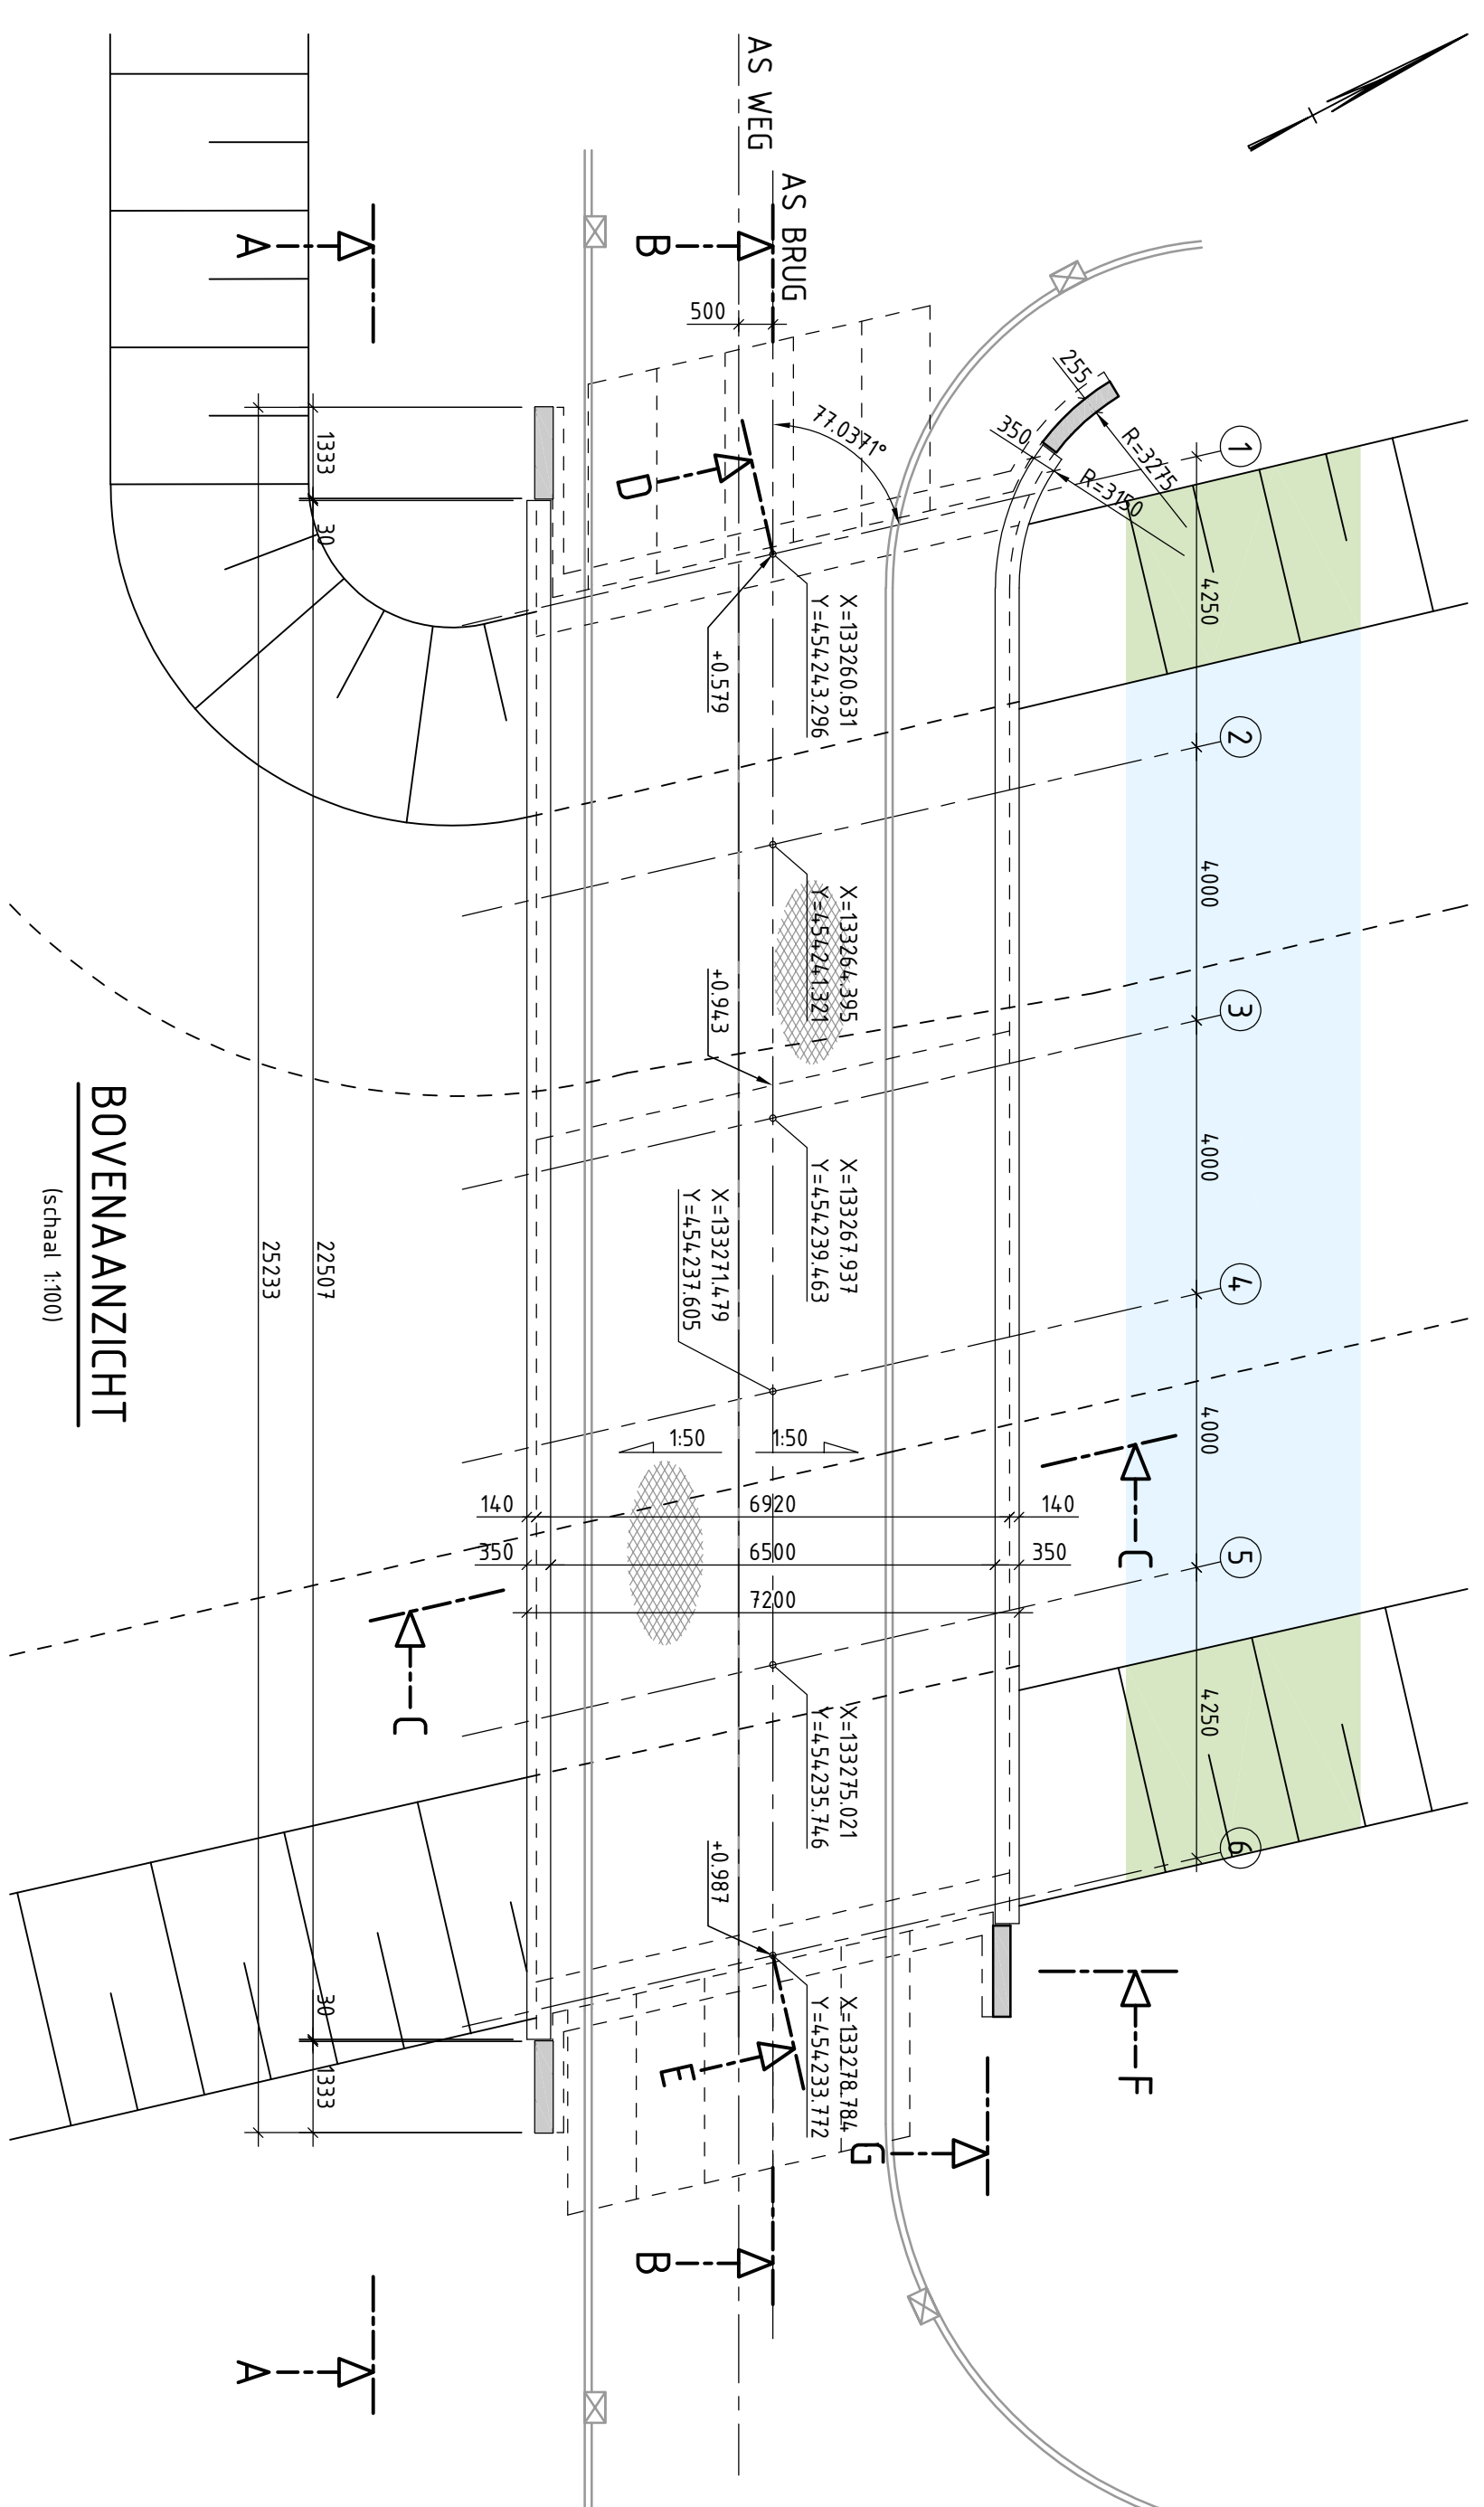 BOVENAANZICHT
(schaal 1:100)
AS WEG
AS BRUG
A
B
500
D
77.0371°
255
350
R=3275
R=3150
1
4250
2
4000
3
4000
4
4000
5
4250
6
1333
30
22507
25233
30
1333
X=133260.631
Y=454243.296
+0.579
X=133264.395
Y=454241.321
+0.943
X=133267.937
Y=454239.463
X=133271.479
Y=454237.605
1:50
1:50
140
6920
140
350
6500
350
7200
C
C
X=133275.021
Y=454235.746
+0.987
X=133278.784
Y=454233.772
E
F
G
B
A